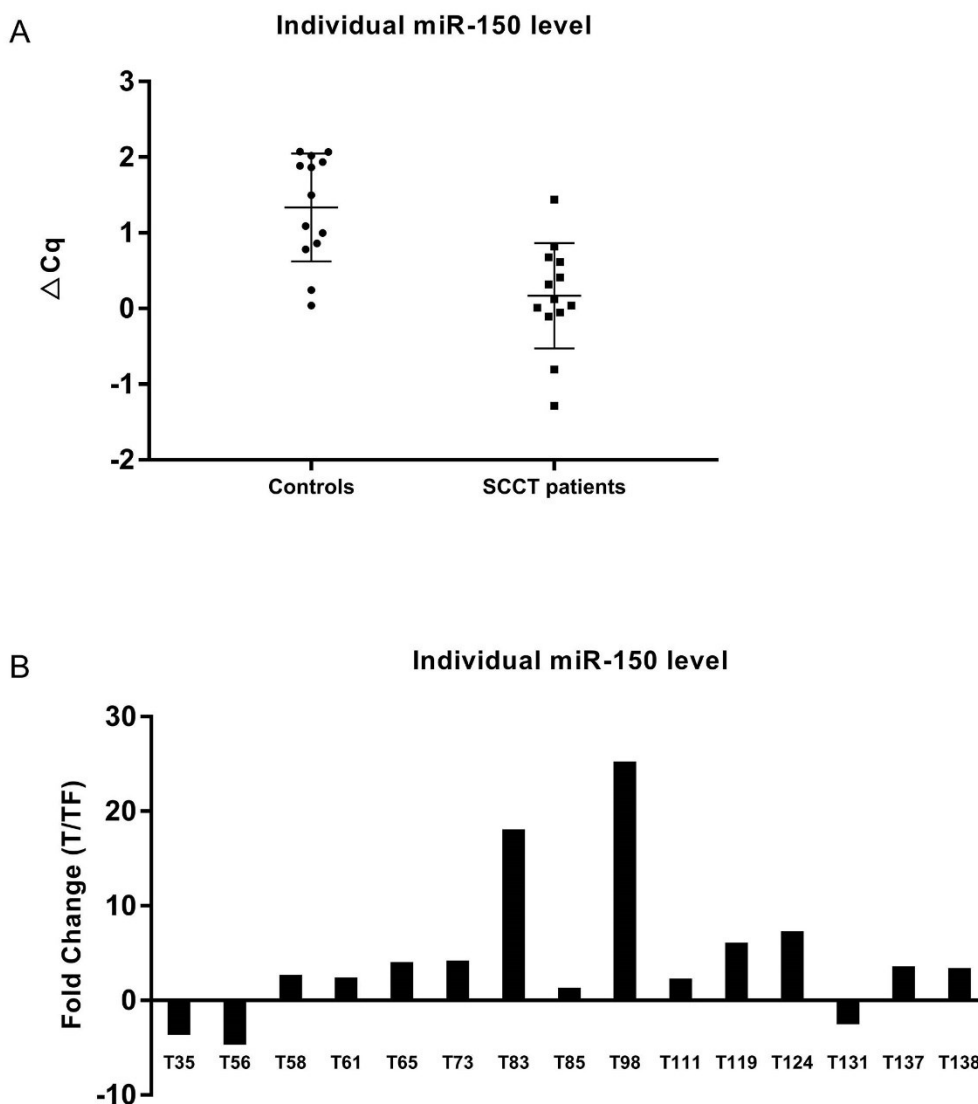 A
Individual miR-150 level
3
2
1
0
-1
-2
△Cq
Controls SCCT patients
B
Individual miR-150 level
30
20
10
0
-10
Fold Change (T/TF)
T35 T56 T58 T61 T65 T73 T83 T85 T98 T111 T119 T124 T131 T137 T138